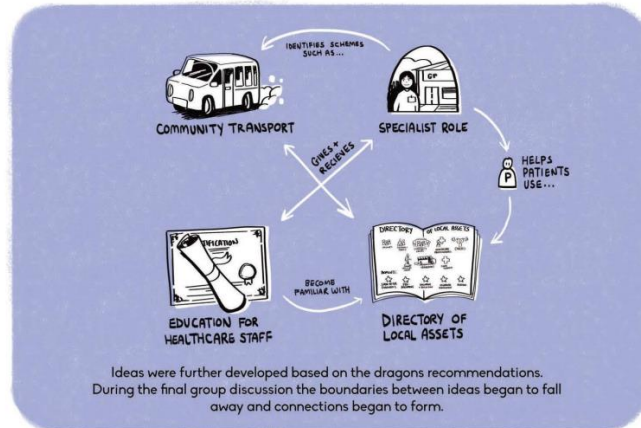 IDENTIFIES SCHEMES
SUCH AS...
GP
COMMUNITY TRANSPORT
SPECIALIST ROLE
GIVES +
RECIEVES
HELPS
PATIENTS
USE...
P
DIRECTORY OF LOCAL ASSETS
BECOME
FAMILIAR WITH
EDUCATION FOR
HEALTHCARE STAFF
DIRECTORY OF
LOCAL ASSETS
Ideas were further developed based on the dragons recommendations.
During the final group discussion the boundaries between ideas began to fall
away and connections began to form.